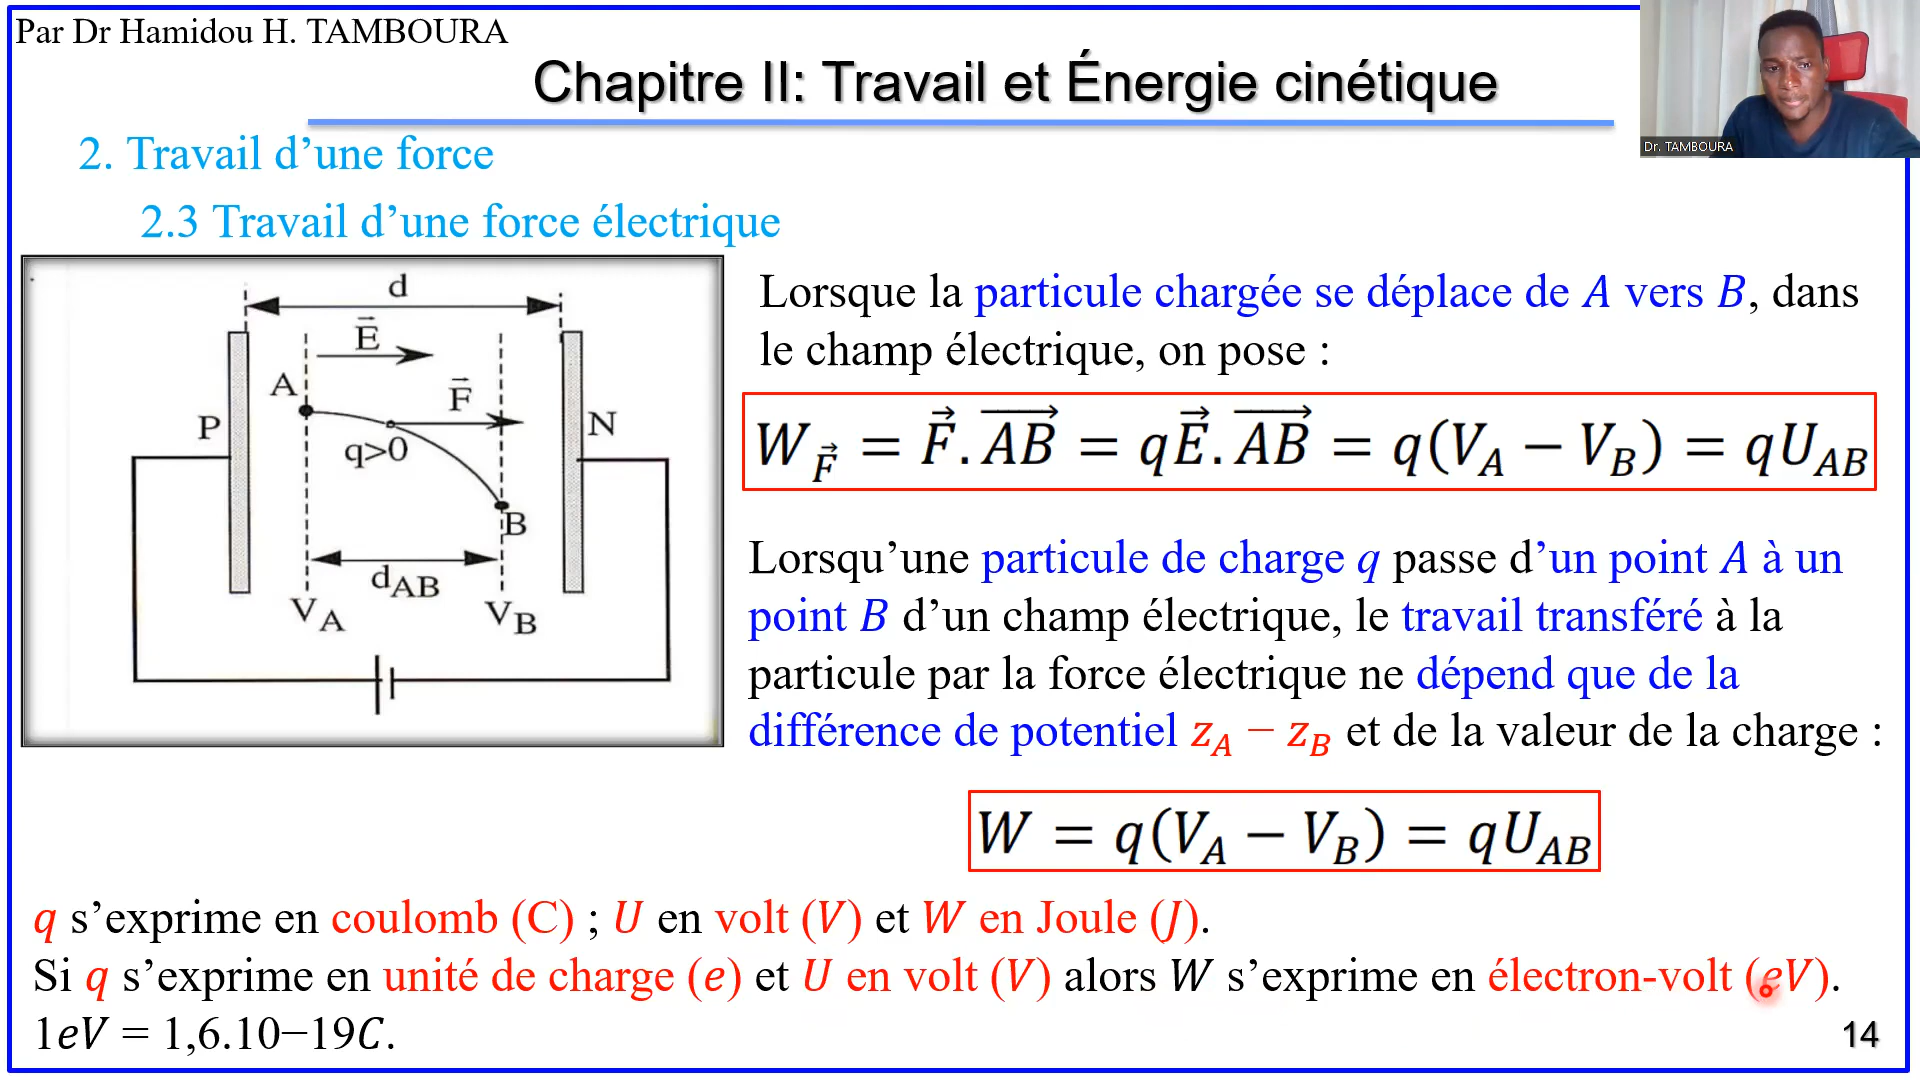 Par Dr Hamidou H. TAMBOURA
Chapitre II: Travail et Énergie cinétique
Dr. TAMBOURA
2. Travail d’une force
2.3 Travail d’une force électrique
d
E⃗
A
F⃗
P
N
q>0
B
d_AB
V_A
V_B
Lorsque la particule chargée se déplace de A vers B, dans
le champ électrique, on pose :
W_F⃗ = F⃗.AB⃗ = qE⃗.AB⃗ = q(V_A − V_B) = qU_AB
Lorsqu’une particule de charge q passe d’un point A à un
point B d’un champ électrique, le travail transféré à la
particule par la force électrique ne dépend que de la
différence de potentiel z_A − z_B et de la valeur de la charge :
W = q(V_A − V_B) = qU_AB
q s’exprime en coulomb (C) ; U en volt (V) et W en Joule (J).
Si q s’exprime en unité de charge (e) et U en volt (V) alors W s’exprime en électron-volt (eV).
1eV = 1,6.10−19C.
14